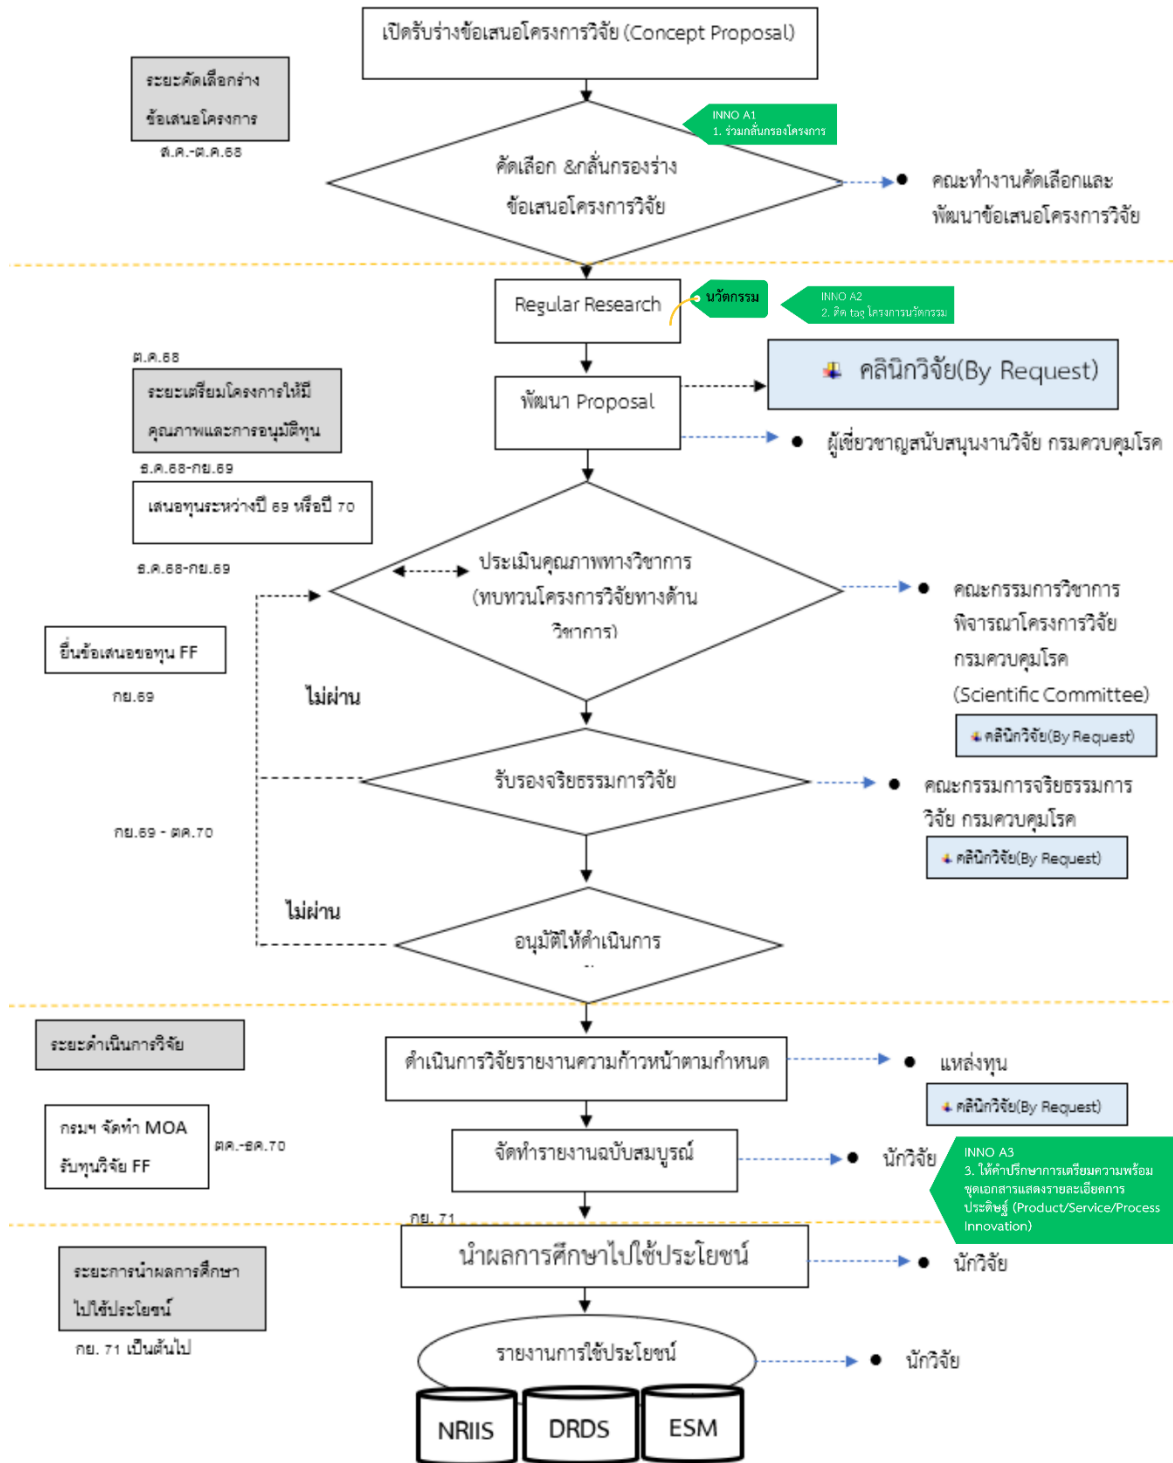 เปิดรับร่างข้อเสนอโครงการวิจัย (Concept Proposal)
ระยะคัดเลือกร่าง
ข้อเสนอโครงการ
ส.ค.-ต.ค.68
INNO A1
1. ร่วมกลั่นกรองโครงการ
คัดเลือก &กลั่นกรองร่าง
ข้อเสนอโครงการวิจัย
คณะทำงานคัดเลือกและ
พัฒนาข้อเสนอโครงการวิจัย
Regular Research
นวัตกรรม
INNO A2
2. ติด tag โครงการนวัตกรรม
ต.ค.68
ระยะเตรียมโครงการให้มี
คุณภาพและการอนุมัติทุน
ธ.ค.68-กย.69
พัฒนา Proposal
คลินิกวิจัย(By Request)
ผู้เชี่ยวชาญสนับสนุนงานวิจัย กรมควบคุมโรค
เสนอทุนระหว่างปี 69 หรือปี 70
ธ.ค.68-กย.69
ประเมินคุณภาพทางวิชาการ
(ทบทวนโครงการวิจัยทางด้าน
วิชาการ)
คณะกรรมการวิชาการ
พิจารณาโครงการวิจัย
กรมควบคุมโรค
(Scientific Committee)
คลินิกวิจัย(By Request)
ยื่นข้อเสนอขอทุน FF
กย.69
ไม่ผ่าน
รับรองจริยธรรมการวิจัย
คณะกรรมการจริยธรรมการ
วิจัย กรมควบคุมโรค
คลินิกวิจัย(By Request)
กย.69 - ตค.70
ไม่ผ่าน
อนุมัติให้ดำเนินการ
ระยะดำเนินการวิจัย
ดำเนินการวิจัยรายงานความก้าวหน้าตามกำหนด
แหล่งทุน
คลินิกวิจัย(By Request)
กรมฯ จัดทำ MOA
รับทุนวิจัย FF
ตค.-ธค.70
จัดทำรายงานฉบับสมบูรณ์
นักวิจัย
INNO A3
3. ให้คำปรึกษาการเตรียมความพร้อม
ชุดเอกสารแสดงรายละเอียดการ
ประดิษฐ์ (Product/Service/Process
Innovation)
กย. 71
นำผลการศึกษาไปใช้ประโยชน์
นักวิจัย
ระยะการนำผลการศึกษา
ไปใช้ประโยชน์
กย. 71 เป็นต้นไป
รายงานการใช้ประโยชน์
นักวิจัย
NRIIS
DRDS
ESM